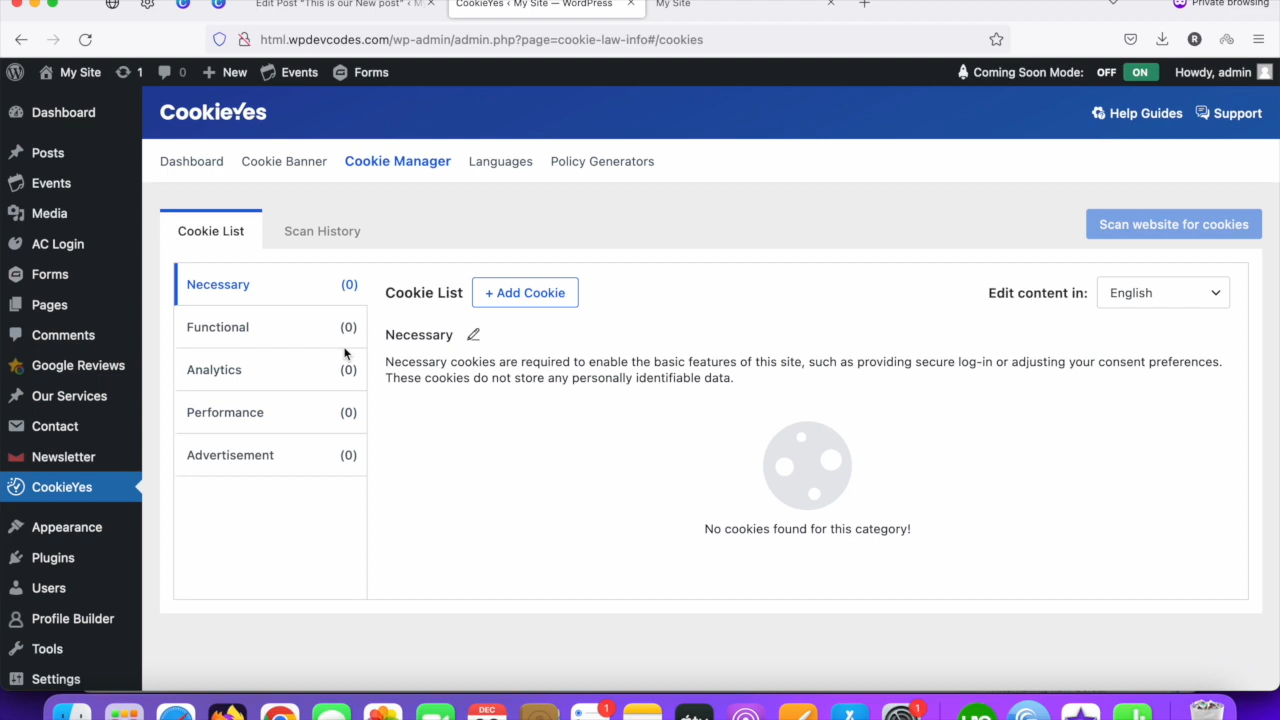 Edit Post "This is our New post" < M
CookieYes < My Site — WordPress
My Site
Private browsing
html.wpdevcodes.com/wp-admin/admin.php?page=cookie-law-info#/cookies
R
My Site
1
0
New
Events
Forms
Coming Soon Mode:
OFF
ON
Howdy, admin
Dashboard
Posts
Events
Media
AC Login
Forms
Pages
Comments
Google Reviews
Our Services
Contact
Newsletter
CookieYes
Appearance
Plugins
Users
Profile Builder
Tools
Settings
CookieYes
Help Guides
Support
Dashboard
Cookie Banner
Cookie Manager
Languages
Policy Generators
Cookie List
Scan History
Scan website for cookies
Necessary (0)
Functional (0)
Analytics (0)
Performance (0)
Advertisement (0)
Cookie List
+ Add Cookie
Edit content in:
English
Necessary
Necessary cookies are required to enable the basic features of this site, such as providing secure log-in or adjusting your consent preferences.
These cookies do not store any personally identifiable data.
No cookies found for this category!
DEC
1
1